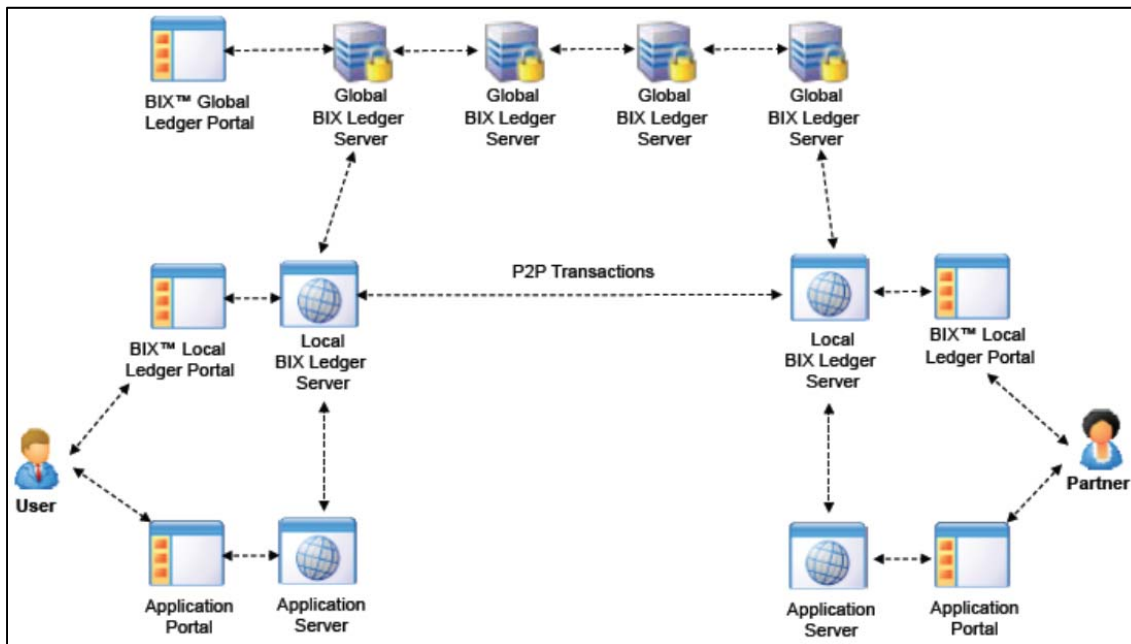 BIX™ Global
Ledger Portal
Global
BIX Ledger
Server
Global
BIX Ledger
Server
Global
BIX Ledger
Server
Global
BIX Ledger
Server
P2P Transactions
BIX™ Local
Ledger Portal
Local
BIX Ledger
Server
Local
BIX Ledger
Server
BIX™ Local
Ledger Portal
User
Partner
Application
Portal
Application
Server
Application
Server
Application
Portal